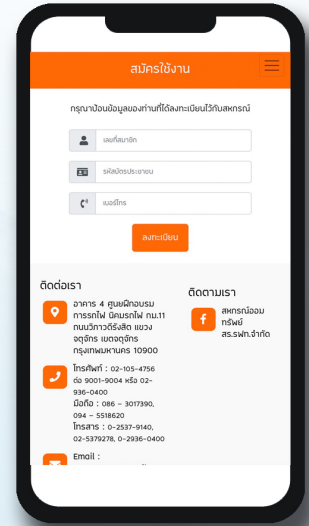 สมัครใช้งาน
กรุณาป้อนข้อมูลของท่านที่ได้ลงทะเบียนไว้กับสหกรณ์
เลขที่สมาชิก
รหัสบัตรประชาชน
เบอร์โทร
ลงทะเบียน
ติดต่อเรา
อาคาร 4 ศูนย์ฝึกอบรม
การรถไฟ นิคมรถไฟ กม.11
ถนนวิภาวดีรังสิต แขวง
จตุจักร เขตจตุจักร
กรุงเทพมหานคร 10900
โทรศัพท์ : 02-105-4756
ต่อ 9001-9004 หรือ 02-
936-0400
มือถือ : 086 – 3017390,
094 – 5518620
โทรสาร : 0-2537-9140,
02-5379278, 0-2936-0400
Email :
ติดตามเรา
สหกรณ์ออม
ทรัพย์
สร.รฟท.จำกัด